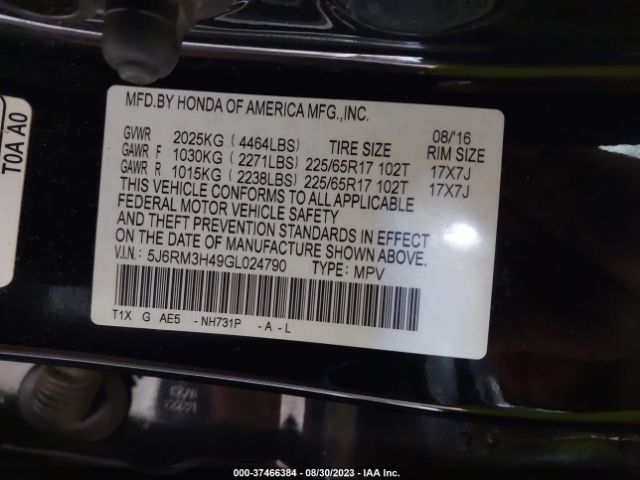 T0A A0
MFD.BY HONDA OF AMERICA MFG.,INC.
GVWR 2025KG ( 4464LBS) TIRE SIZE 08/'16 RIM SIZE
GAWR F 1030KG ( 2271LBS) 225/65R17 102T 17X7J
GAWR R 1015KG ( 2238LBS) 225/65R17 102T 17X7J
THIS VEHICLE CONFORMS TO ALL APPLICABLE
FEDERAL MOTOR VEHICLE SAFETY
AND THEFT PREVENTION STANDARDS IN EFFECT
ON THE DATE OF MANUFACTURE SHOWN ABOVE.
V.I.N.: 5J6RM3H49GL024790 TYPE: MPV
T1X G AE5 - NH731P - A - L
000-37466384 - 08/30/2023 - IAA Inc.